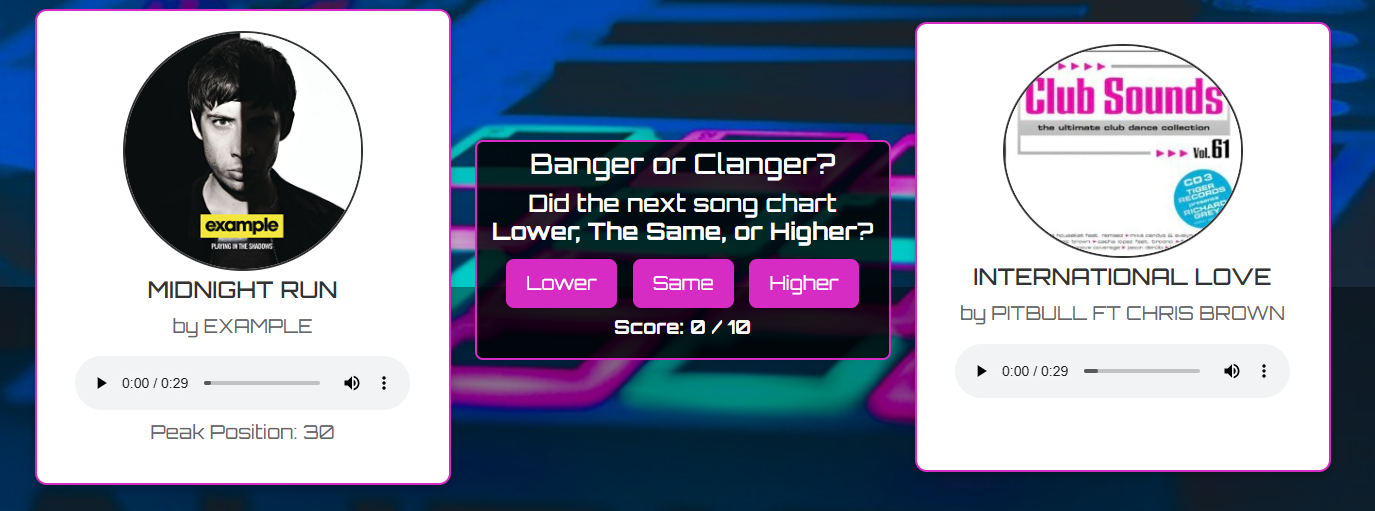 example
PLAYING IN THE SHADOWS
MIDNIGHT RUN
by EXAMPLE
0:00 / 0:29
Peak Position: 30
Banger or Clanger?
Did the next song chart
Lower, The Same, or Higher?
Lower
Same
Higher
Score: 0 / 10
Club Sounds
the ultimate club dance collection
Vol.61
CD 3
TIGER
RECORDS
presents
RICHARD
GREY
INTERNATIONAL LOVE
by PITBULL FT CHRIS BROWN
0:00 / 0:29